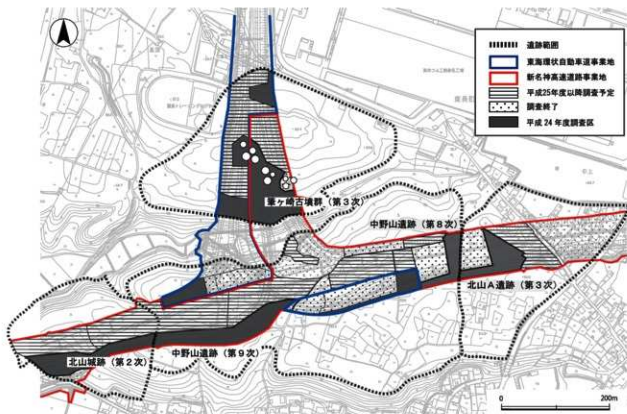 遺跡範囲
東海環状自動車道事業地
新名神高速道路事業地
平成25年度以降調査予定
調査終了
平成24年度調査区
筆ヶ崎古墳群(第3次)
中野山遺跡(第8次)
北山A遺跡(第3次)
北山城跡(第2次)
中野山遺跡(第9次)
0 200m